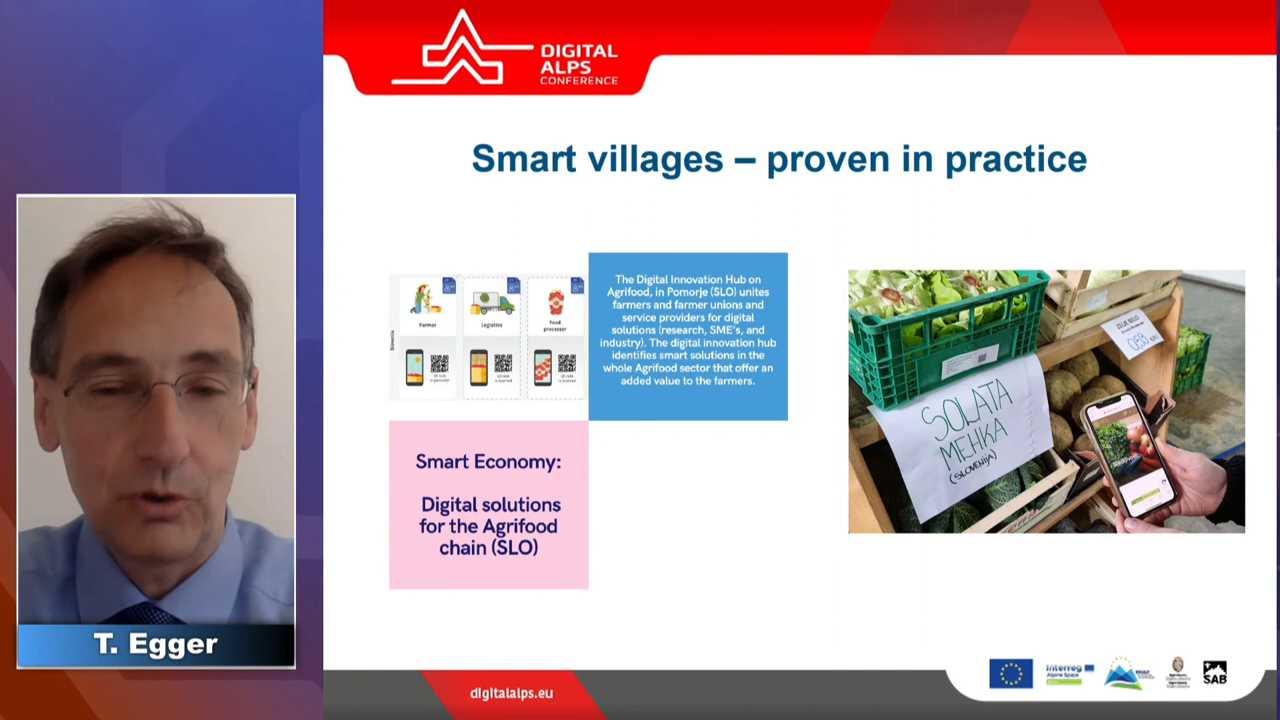 DIGITAL
ALPS
CONFERENCE
Smart villages – proven in practice
Slovenia
Farmer
Logistics
Food
processor
The Digital Innovation Hub on
Agrifood, in Pomorje (SLO) unites
farmers and farmer unions and
service providers for digital
solutions (research, SME's, and
industry). The digital innovation hub
identifies smart solutions in the
whole Agrifood sector that offer an
added value to the farmers.
Smart Economy:
Digital solutions
for the Agrifood
chain (SLO)
SOLATA
MEHKA
(SLOVENIJA)
T. Egger
digitalalps.eu
Interreg
Alpine Space
SAB